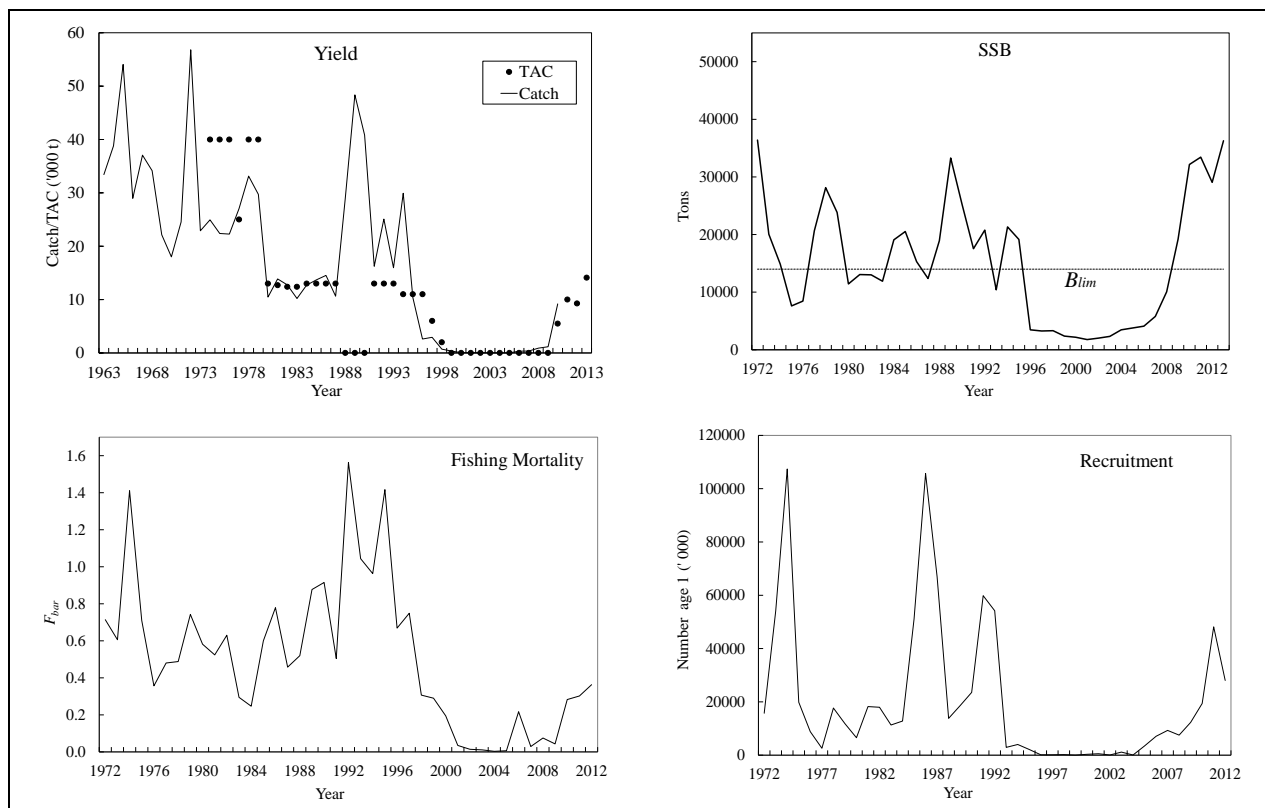 Yield
TAC
Catch
Catch/TAC ('000 t)
60
50
40
30
20
10
0
1963 1968 1973 1978 1983 1988 1993 1998 2003 2008 2013
Year
SSB
Tons
50000
40000
30000
20000
10000
0
Blim
1972 1976 1980 1984 1988 1992 1996 2000 2004 2008 2012
Year
Fishing Mortality
Fbar
1.6
1.4
1.2
1.0
0.8
0.6
0.4
0.2
0.0
1972 1976 1980 1984 1988 1992 1996 2000 2004 2008 2012
Year
Recruitment
Number age 1 ('000)
120000
100000
80000
60000
40000
20000
0
1972 1977 1982 1987 1992 1997 2002 2007 2012
Year